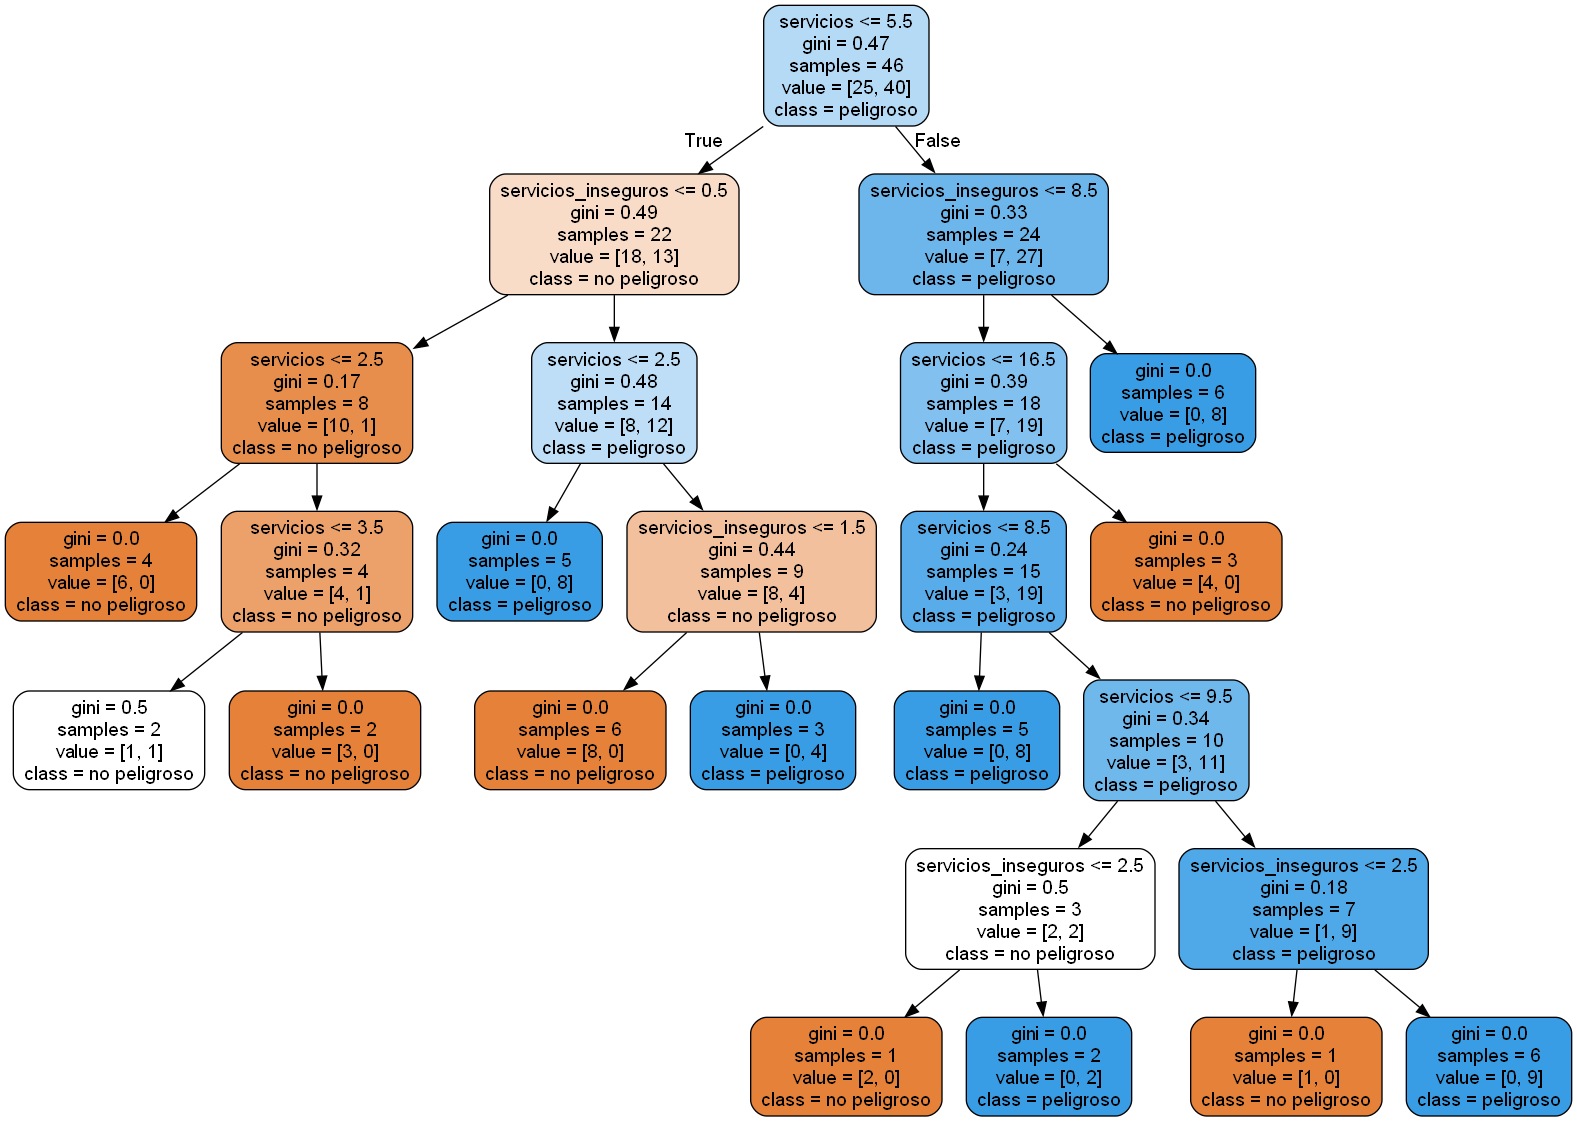 servicios <= 5.5
gini = 0.47
samples = 46
value = [25, 40]
class = peligroso
True
False
servicios_inseguros <= 0.5
gini = 0.49
samples = 22
value = [18, 13]
class = no peligroso
servicios_inseguros <= 8.5
gini = 0.33
samples = 24
value = [7, 27]
class = peligroso
servicios <= 2.5
gini = 0.17
samples = 8
value = [10, 1]
class = no peligroso
servicios <= 2.5
gini = 0.48
samples = 14
value = [8, 12]
class = peligroso
servicios <= 16.5
gini = 0.39
samples = 18
value = [7, 19]
class = peligroso
gini = 0.0
samples = 6
value = [0, 8]
class = peligroso
gini = 0.0
samples = 4
value = [6, 0]
class = no peligroso
servicios <= 3.5
gini = 0.32
samples = 4
value = [4, 1]
class = no peligroso
gini = 0.0
samples = 5
value = [0, 8]
class = peligroso
servicios_inseguros <= 1.5
gini = 0.44
samples = 9
value = [8, 4]
class = no peligroso
servicios <= 8.5
gini = 0.24
samples = 15
value = [3, 19]
class = peligroso
gini = 0.0
samples = 3
value = [4, 0]
class = no peligroso
gini = 0.5
samples = 2
value = [1, 1]
class = no peligroso
gini = 0.0
samples = 2
value = [3, 0]
class = no peligroso
gini = 0.0
samples = 6
value = [8, 0]
class = no peligroso
gini = 0.0
samples = 3
value = [0, 4]
class = peligroso
gini = 0.0
samples = 5
value = [0, 8]
class = peligroso
servicios <= 9.5
gini = 0.34
samples = 10
value = [3, 11]
class = peligroso
servicios_inseguros <= 2.5
gini = 0.5
samples = 3
value = [2, 2]
class = no peligroso
servicios_inseguros <= 2.5
gini = 0.18
samples = 7
value = [1, 9]
class = peligroso
gini = 0.0
samples = 1
value = [2, 0]
class = no peligroso
gini = 0.0
samples = 2
value = [0, 2]
class = peligroso
gini = 0.0
samples = 1
value = [1, 0]
class = no peligroso
gini = 0.0
samples = 6
value = [0, 9]
class = peligroso